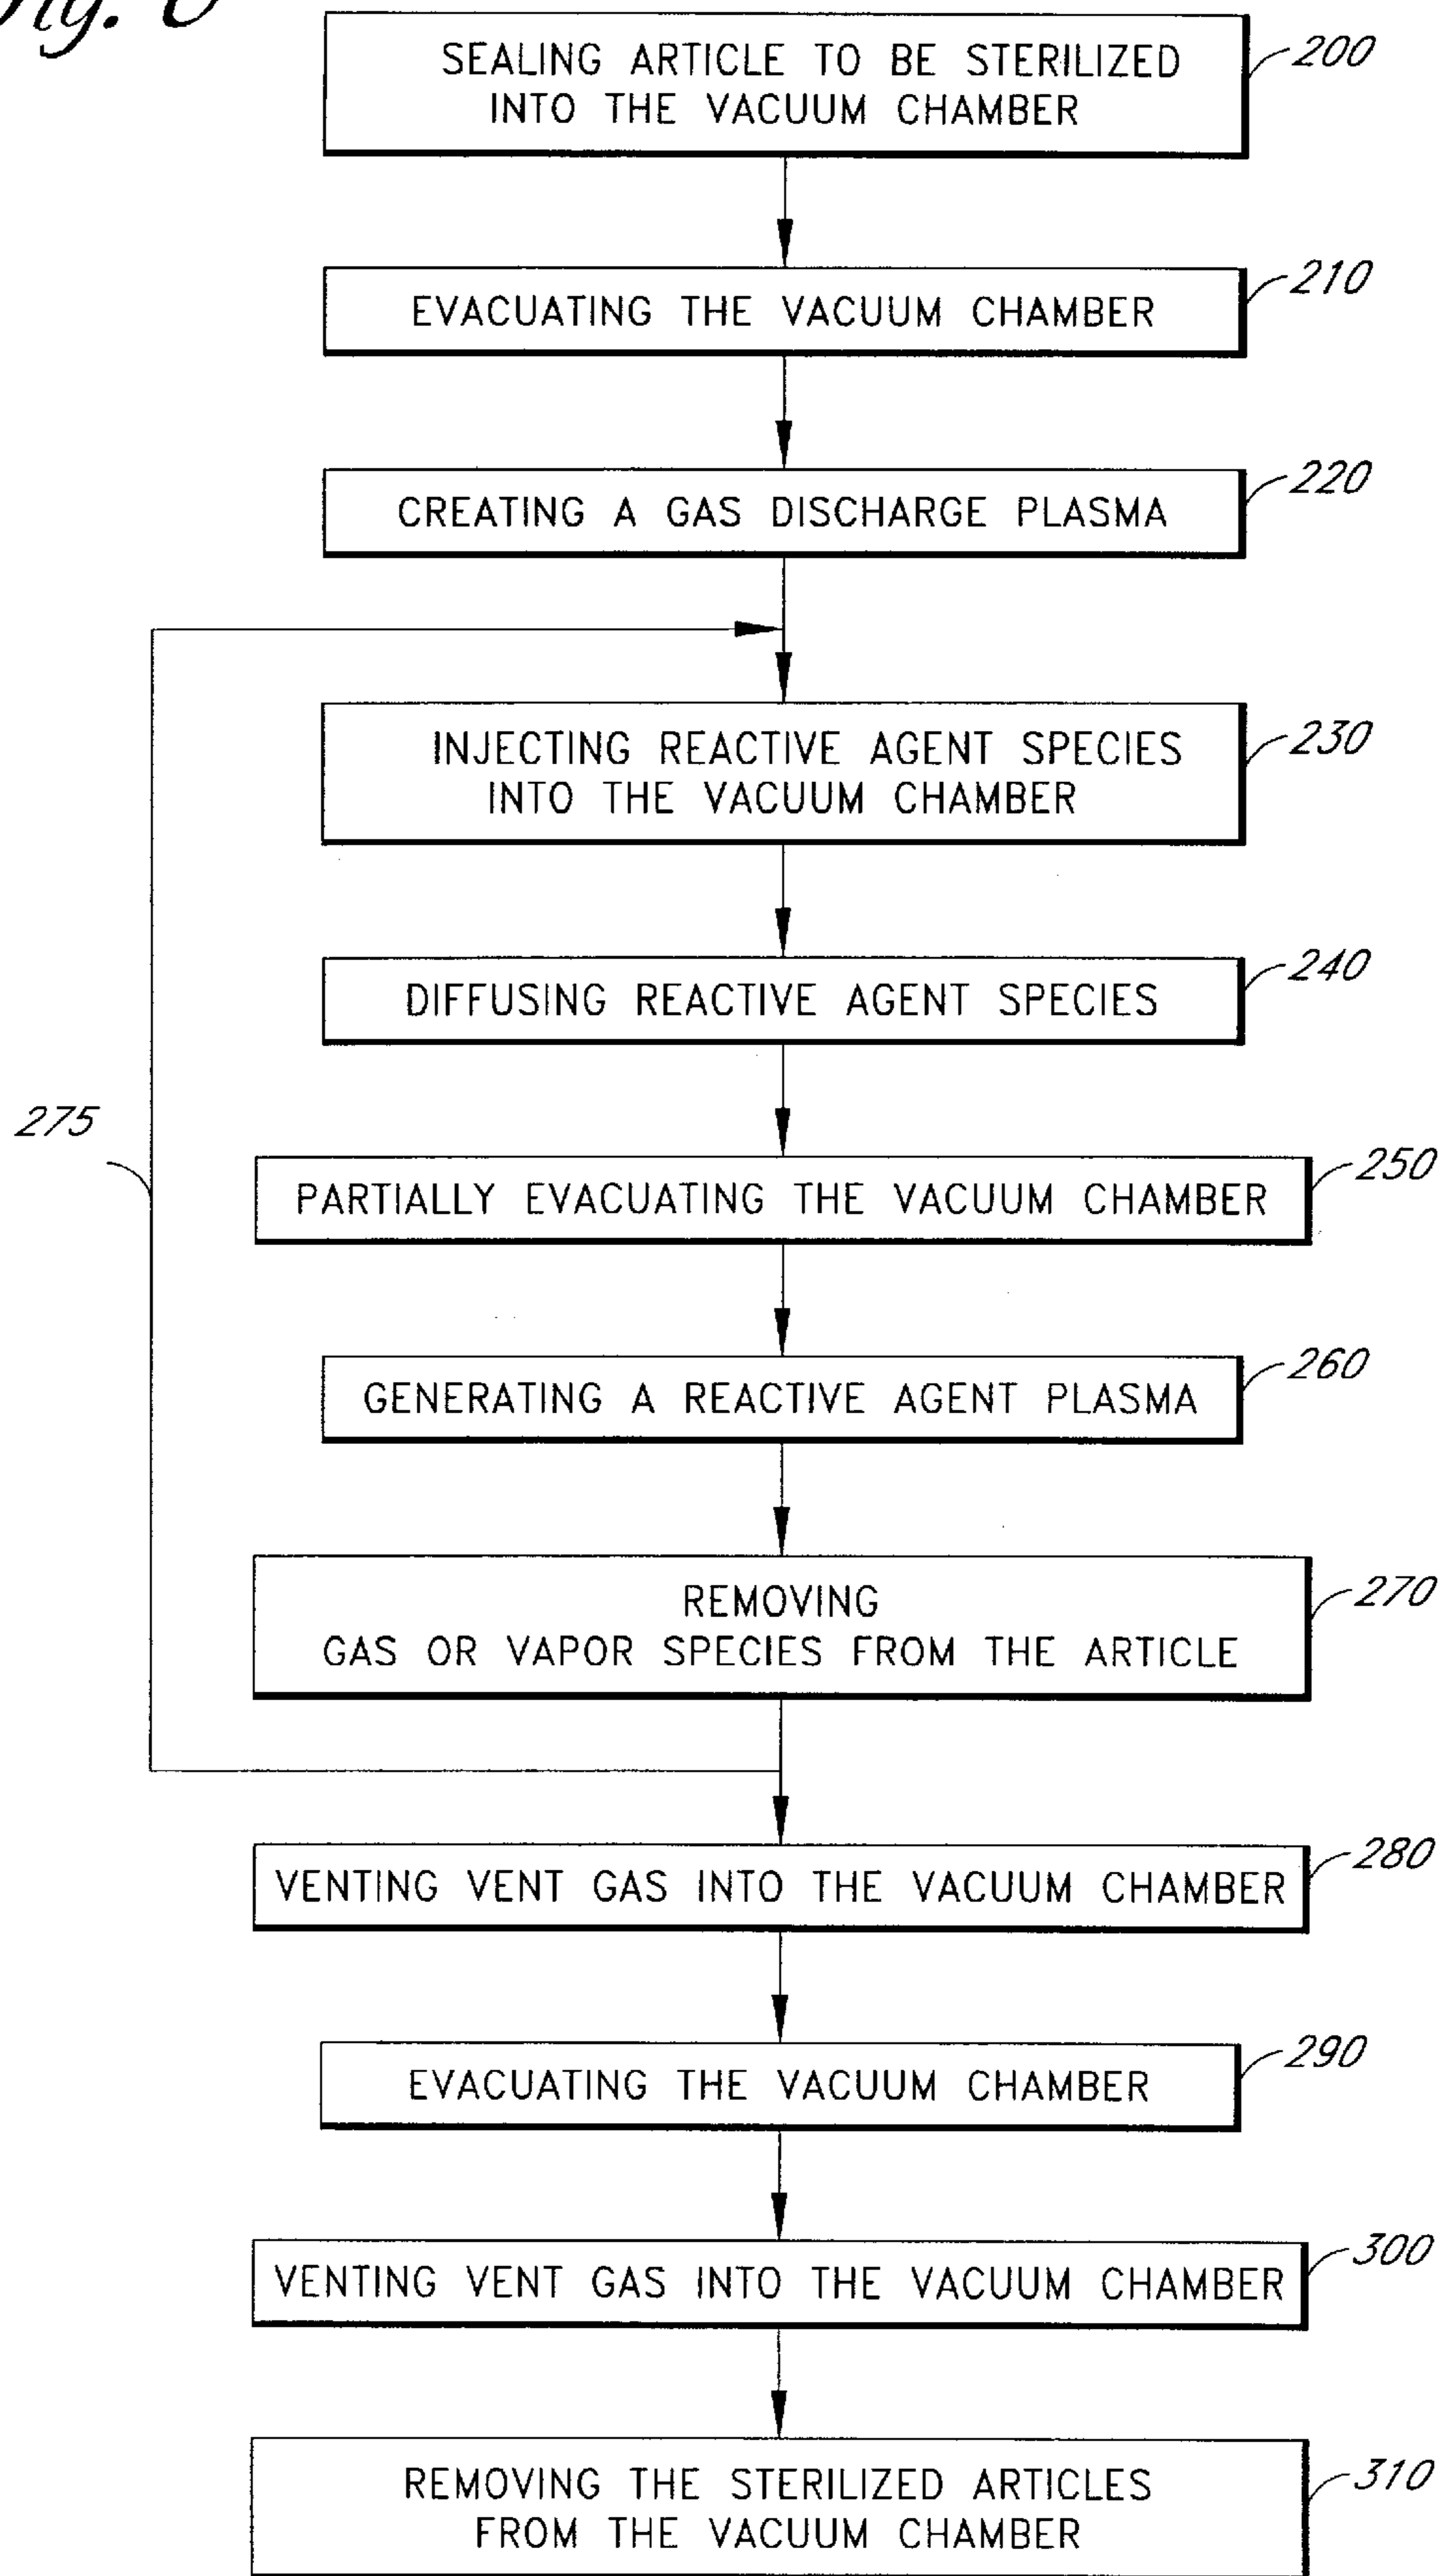 SEALING ARTICLE TO BE STERILIZED
INTO THE VACUUM CHAMBER
200
EVACUATING THE VACUUM CHAMBER
210
CREATING A GAS DISCHARGE PLASMA
220
INJECTING REACTIVE AGENT SPECIES
INTO THE VACUUM CHAMBER
230
DIFFUSING REACTIVE AGENT SPECIES
240
275
PARTIALLY EVACUATING THE VACUUM CHAMBER
250
GENERATING A REACTIVE AGENT PLASMA
260
REMOVING
GAS OR VAPOR SPECIES FROM THE ARTICLE
270
VENTING VENT GAS INTO THE VACUUM CHAMBER
280
EVACUATING THE VACUUM CHAMBER
290
VENTING VENT GAS INTO THE VACUUM CHAMBER
300
REMOVING THE STERILIZED ARTICLES
FROM THE VACUUM CHAMBER
310